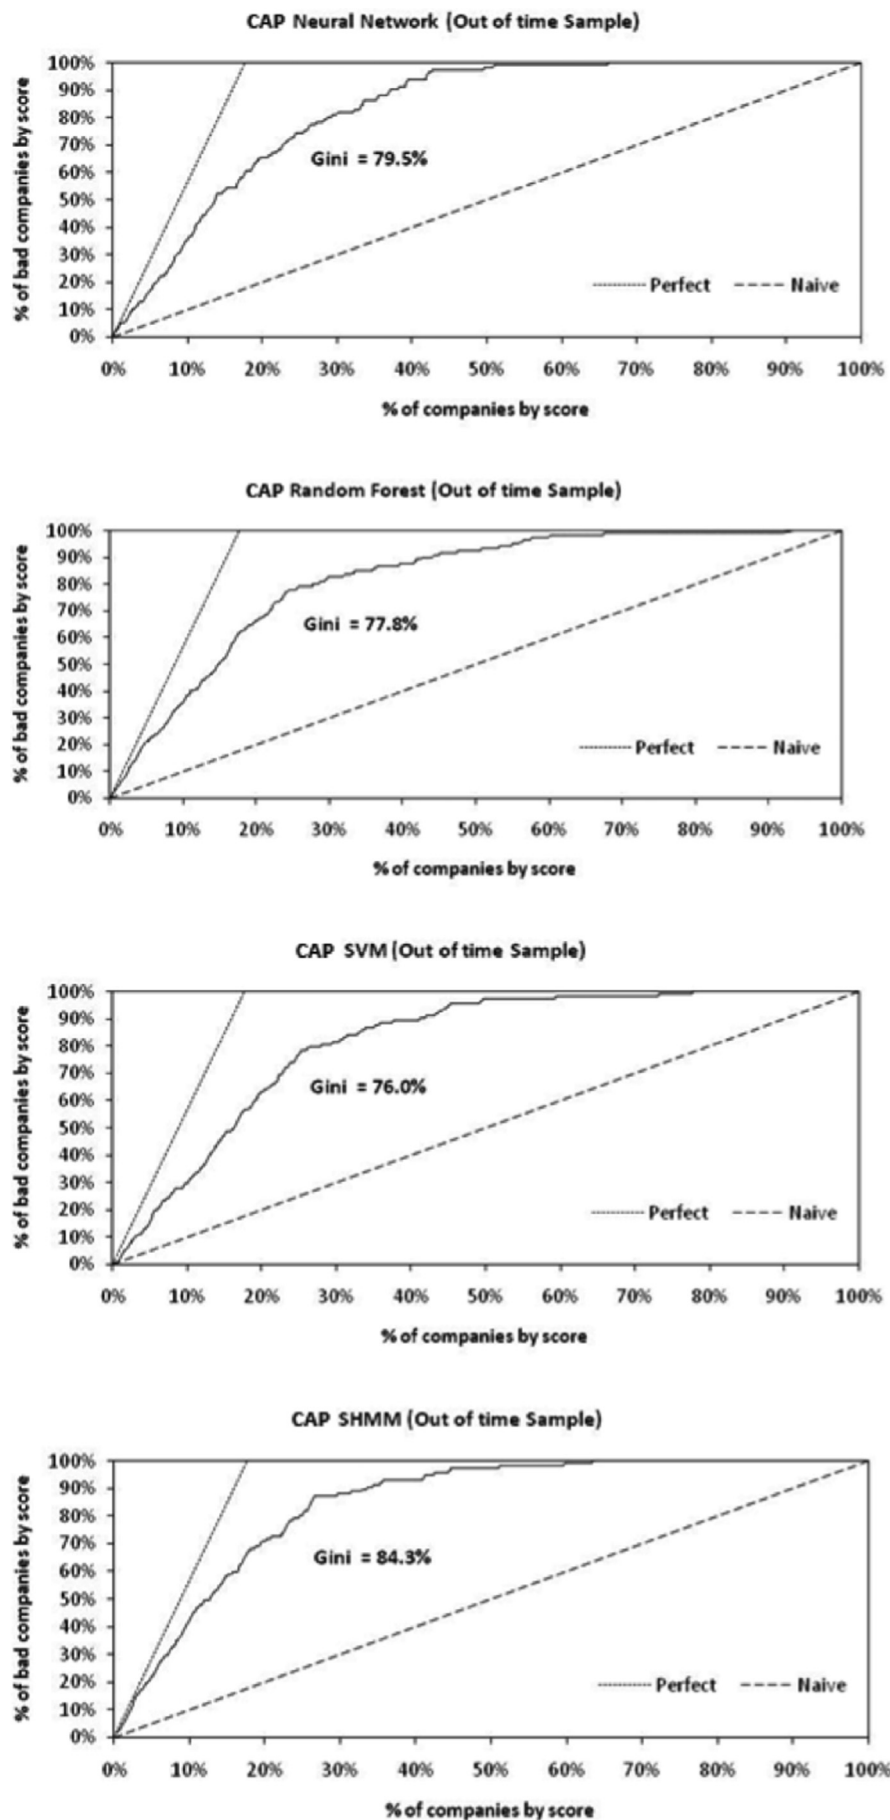 CAP Neural Network (Out of time Sample)
% of bad companies by score
100%
90%
80%
70%
60%
50%
40%
30%
20%
10%
0%
Gini = 79.5%
Perfect Naive
0% 10% 20% 30% 40% 50% 60% 70% 80% 90% 100%
% of companies by score
CAP Random Forest (Out of time Sample)
% of bad companies by score
100%
90%
80%
70%
60%
50%
40%
30%
20%
10%
0%
Gini = 77.8%
Perfect Naive
0% 10% 20% 30% 40% 50% 60% 70% 80% 90% 100%
% of companies by score
CAP SVM (Out of time Sample)
% of bad companies by score
100%
90%
80%
70%
60%
50%
40%
30%
20%
10%
0%
Gini = 76.0%
Perfect Naive
0% 10% 20% 30% 40% 50% 60% 70% 80% 90% 100%
% of companies by score
CAP SHMM (Out of time Sample)
% of bad companies by score
100%
90%
80%
70%
60%
50%
40%
30%
20%
10%
0%
Gini = 84.3%
Perfect Naive
0% 10% 20% 30% 40% 50% 60% 70% 80% 90% 100%
% of companies by score